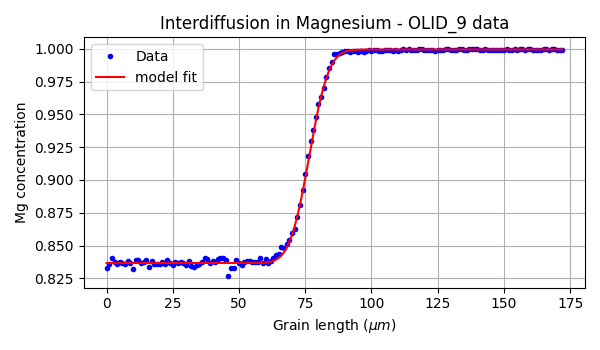 Interdiffusion in Magnesium - OLID_9 data
Data
model fit
Mg concentration
1.000
0.975
0.950
0.925
0.900
0.875
0.850
0.825
0 25 50 75 100 125 150 175
Grain length (μm)